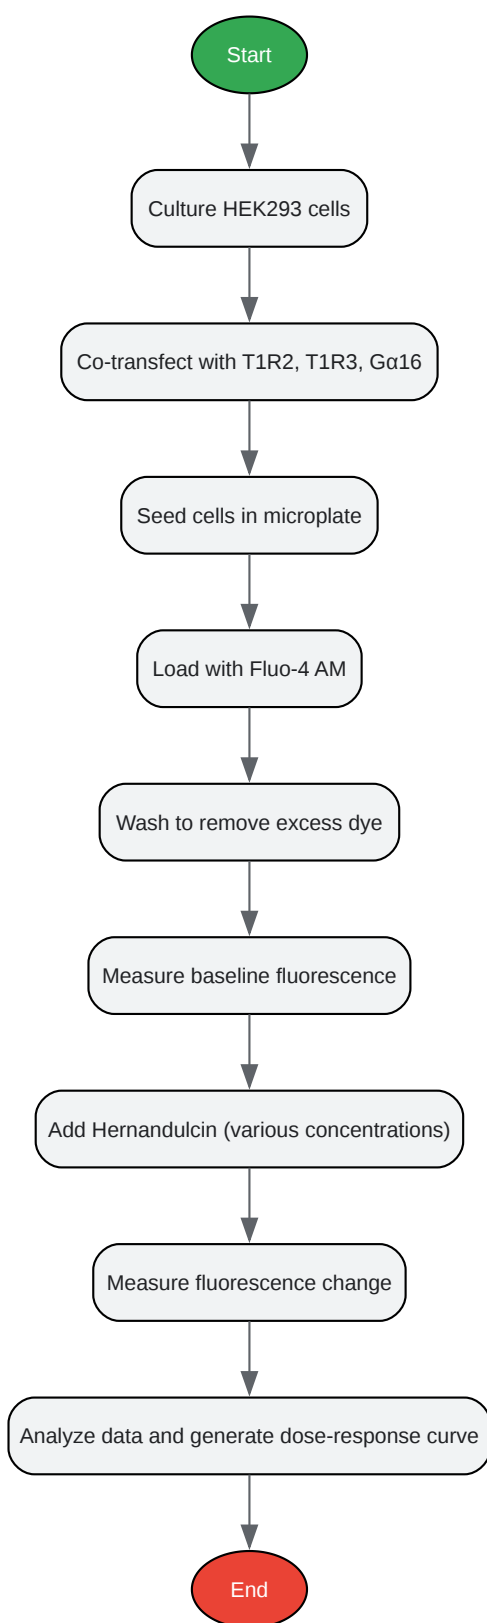 Start
Culture HEK293 cells
Co-transfect with T1R2, T1R3, Gα16
Seed cells in microplate
Load with Fluo-4 AM
Wash to remove excess dye
Measure baseline fluorescence
Add Hernandulcin (various concentrations)
Measure fluorescence change
Analyze data and generate dose-response curve
End